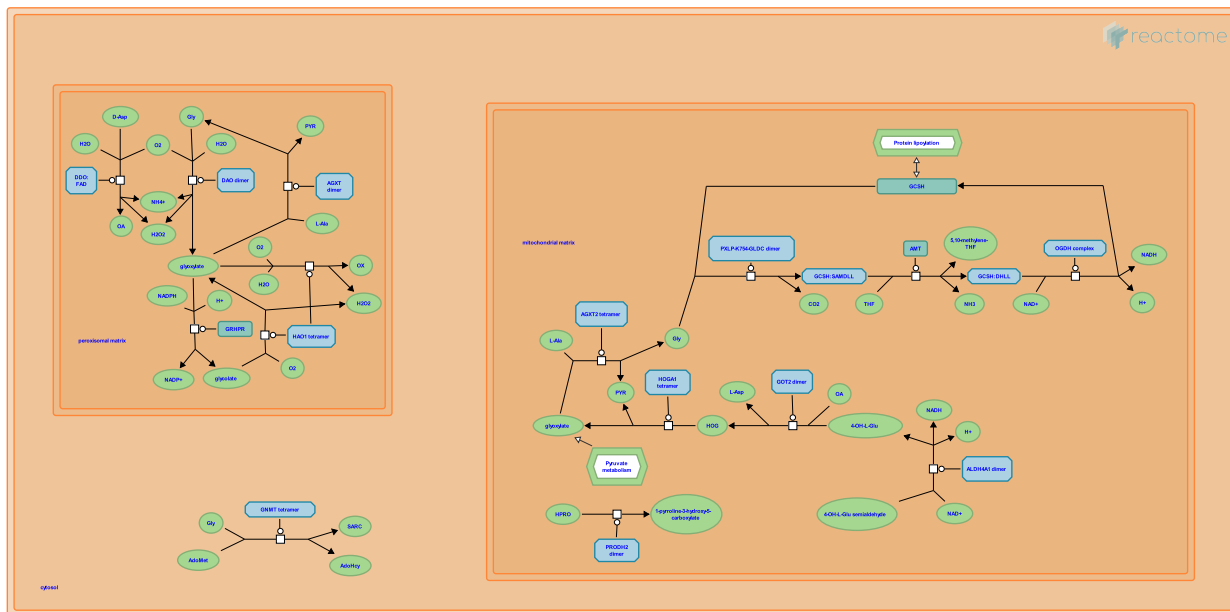 reactome
D-Asp
Gly
PYR
H2O
O2
H2O
DDO:
FAD
DAO dimer
AGXT
dimer
NH4+
OA
H2O2
L-Ala
O2
glyoxylate
OX
H2O
NADPH
H+
H2O2
GRHPR
HAO1 tetramer
peroxisomal matrix
NADP+
glycolate
O2
Protein lipoylation
GCSH
mitochondrial matrix
PXLP-K754-GLDC dimer
AMT
5,10-methylene-
THF
OGDH complex
NADH
GCSH:SAMDLL
GCSH:DHLL
CO2
THF
NH3
NAD+
H+
AGXT2 tetramer
L-Ala
Gly
HOGA1
tetramer
GOT2 dimer
PYR
L-Asp
OA
NADH
glyoxylate
HOG
4-OH-L-Glu
H+
Pyruvate
metabolism
ALDH4A1 dimer
HPRO
1-pyrroline-3-hydroxy-5-
carboxylate
4-OH-L-Glu semialdehyde
NAD+
PRODH2
dimer
GNMT tetramer
Gly
SARC
AdoMet
AdoHcy
cytosol